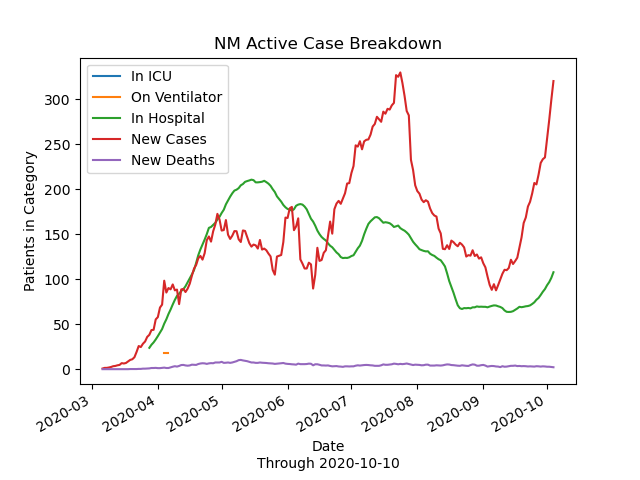 NM Active Case Breakdown
In ICU
On Ventilator
In Hospital
New Cases
New Deaths
Patients in Category
300
250
200
150
100
50
0
2020-03
2020-04
2020-05
2020-06
2020-07
2020-08
2020-09
2020-10
Date
Through 2020-10-10